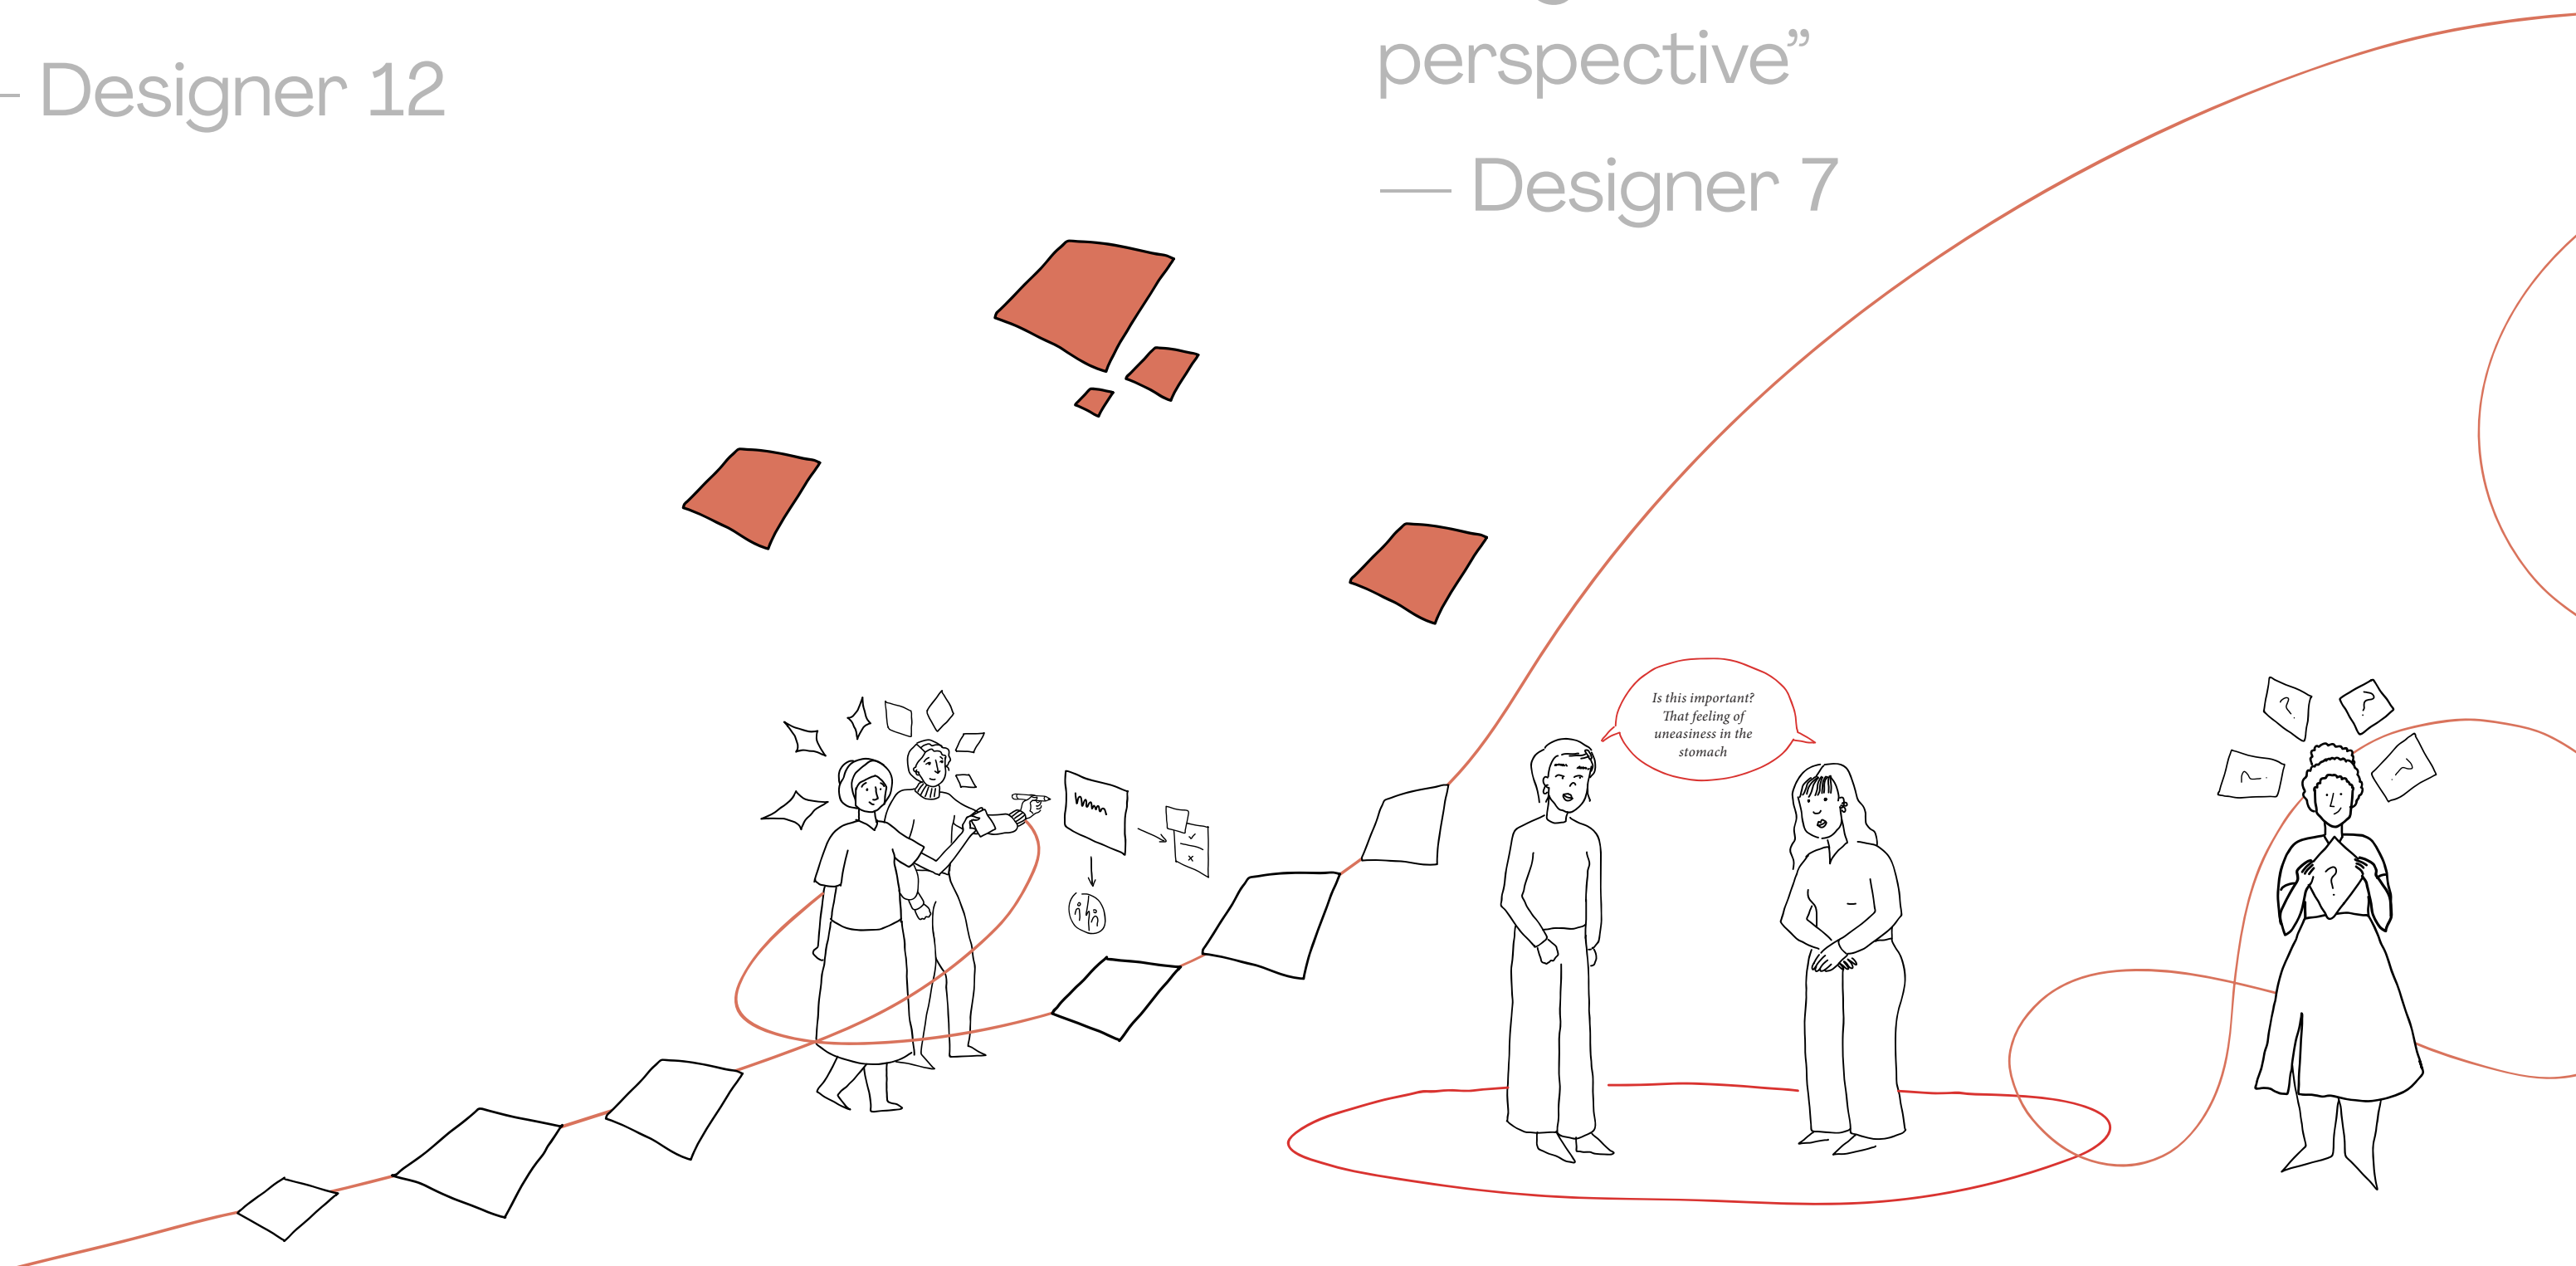 — Designer 12
perspective”
— Designer 7
Is this important?
That feeling of
uneasiness in the
stomach
?
?
?
?